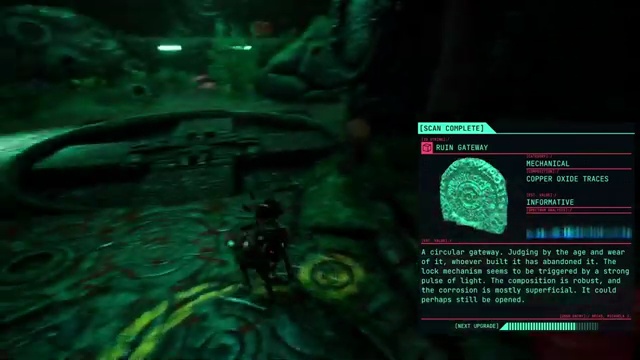 [SCAN COMPLETE]
RUIN GATEWAY
MECHANICAL
COPPER OXIDE TRACES
INFORMATIVE
A circular gateway. Judging by the age and wear
of it, whoever built it has abandoned it. The
lock mechanism seems to be triggered by a strong
pulse of light. The composition is robust, and
the corrosion is mostly superficial. It could
perhaps still be opened.
[NEXT UPGRADE]